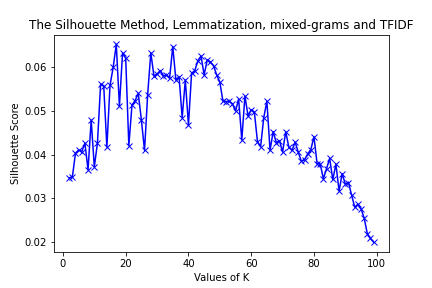 The Silhouette Method, Lemmatization, mixed-grams and TFIDF
0.06
0.05
0.04
0.03
0.02
Silhouette Score
0 20 40 60 80 100
Values of K